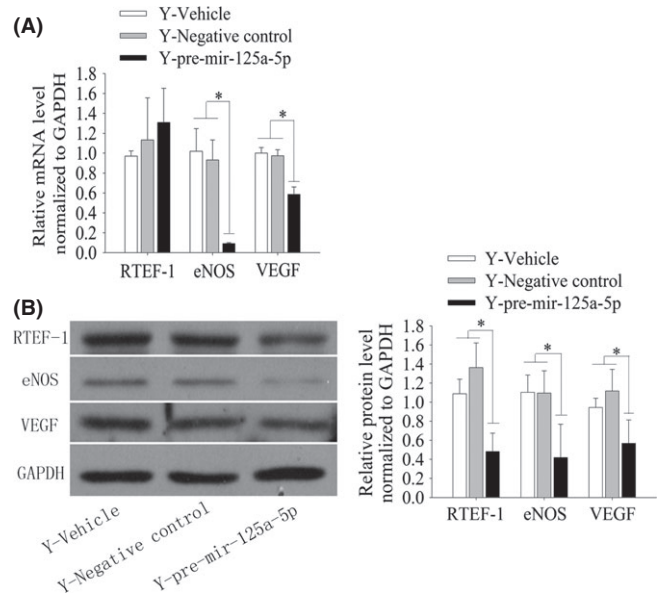 (A)
Y-Vehicle
Y-Negative control
Y-pre-mir-125a-5p
Rlative mRNA level
normalized to GAPDH
1.8
1.6
1.4
1.2
1.0
0.8
0.6
0.4
0.2
0.0
*
*
RTEF-1 eNOS VEGF
(B)
RTEF-1
eNOS
VEGF
GAPDH
Y-Vehicle
Y-Negative control
Y-pre-mir-125a-5p
Y-Vehicle
Y-Negative control
Y-pre-mir-125a-5p
Relative protein level
normalized to GAPDH
1.8
1.6
1.4
1.2
1.0
0.8
0.6
0.4
0.2
0.0
*
*
*
RTEF-1 eNOS VEGF